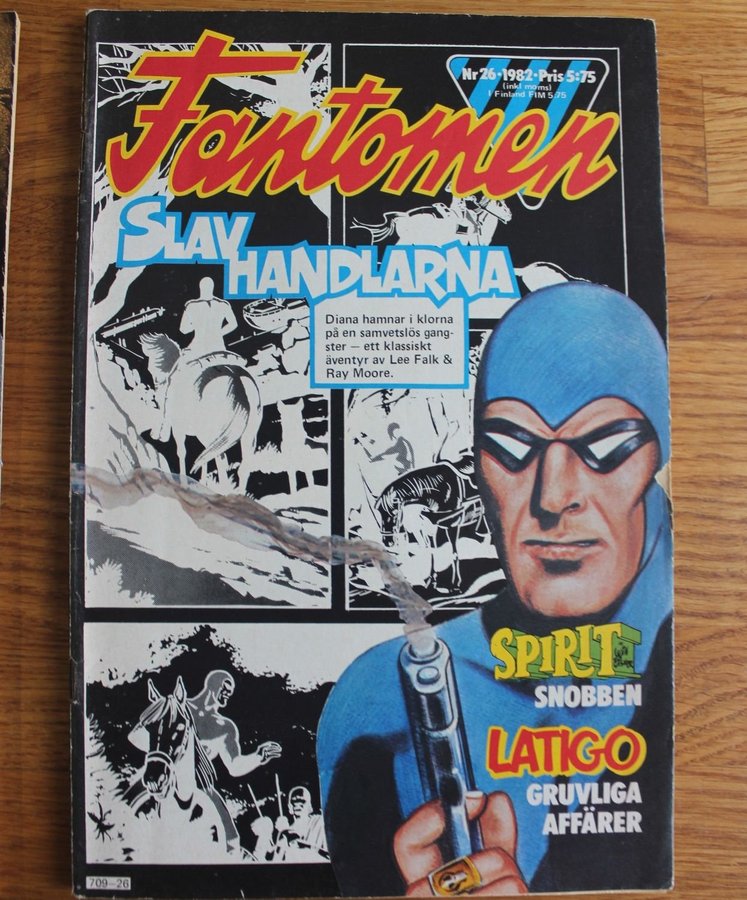 Nr 26•1982•Pris 5:75
(inkl moms)
I Finland FIM 5:75
Fantomen
SLAV
HANDLARNA
Diana hamnar i klorna
på en samvetslös gang-
ster — ett klassiskt
äventyr av Lee Falk &
Ray Moore.
SPIRIT
SNOBBEN
LATIGO
GRUVLIGA
AFFÄRER
709—26